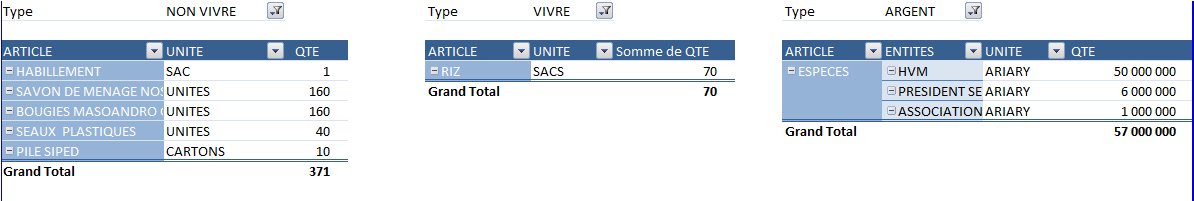 Type NON VIVRE
ARTICLE UNITE QTE
HABILLEMENT SAC 1
SAVON DE MENAGE NOS UNITES 160
BOUGIES MASOANDRO UNITES 160
SEAUX PLASTIQUES UNITES 40
PILE SIPED CARTONS 10
Grand Total 371
Type VIVRE
ARTICLE UNITE Somme de QTE
RIZ SACS 70
Grand Total 70
Type ARGENT
ARTICLE ENTITES UNITE QTE
ESPECES HVM ARIARY 50 000 000
PRESIDENT SE ARIARY 6 000 000
ASSOCIATION ARIARY 1 000 000
Grand Total 57 000 000